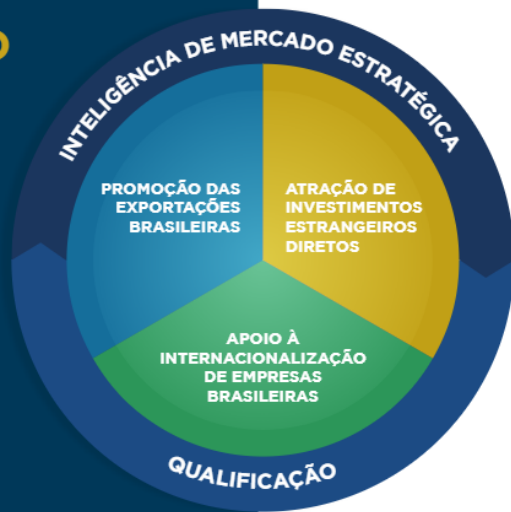 O
INTELIGÊNCIA DE MERCADO ESTRATÉGICA
PROMOÇÃO DAS
EXPORTAÇÕES
BRASILEIRAS
ATRAÇÃO DE
INVESTIMENTOS
ESTRANGEIROS
DIRETOS
APOIO À
INTERNACIONALIZAÇÃO
DE EMPRESAS
BRASILEIRAS
QUALIFICAÇÃO